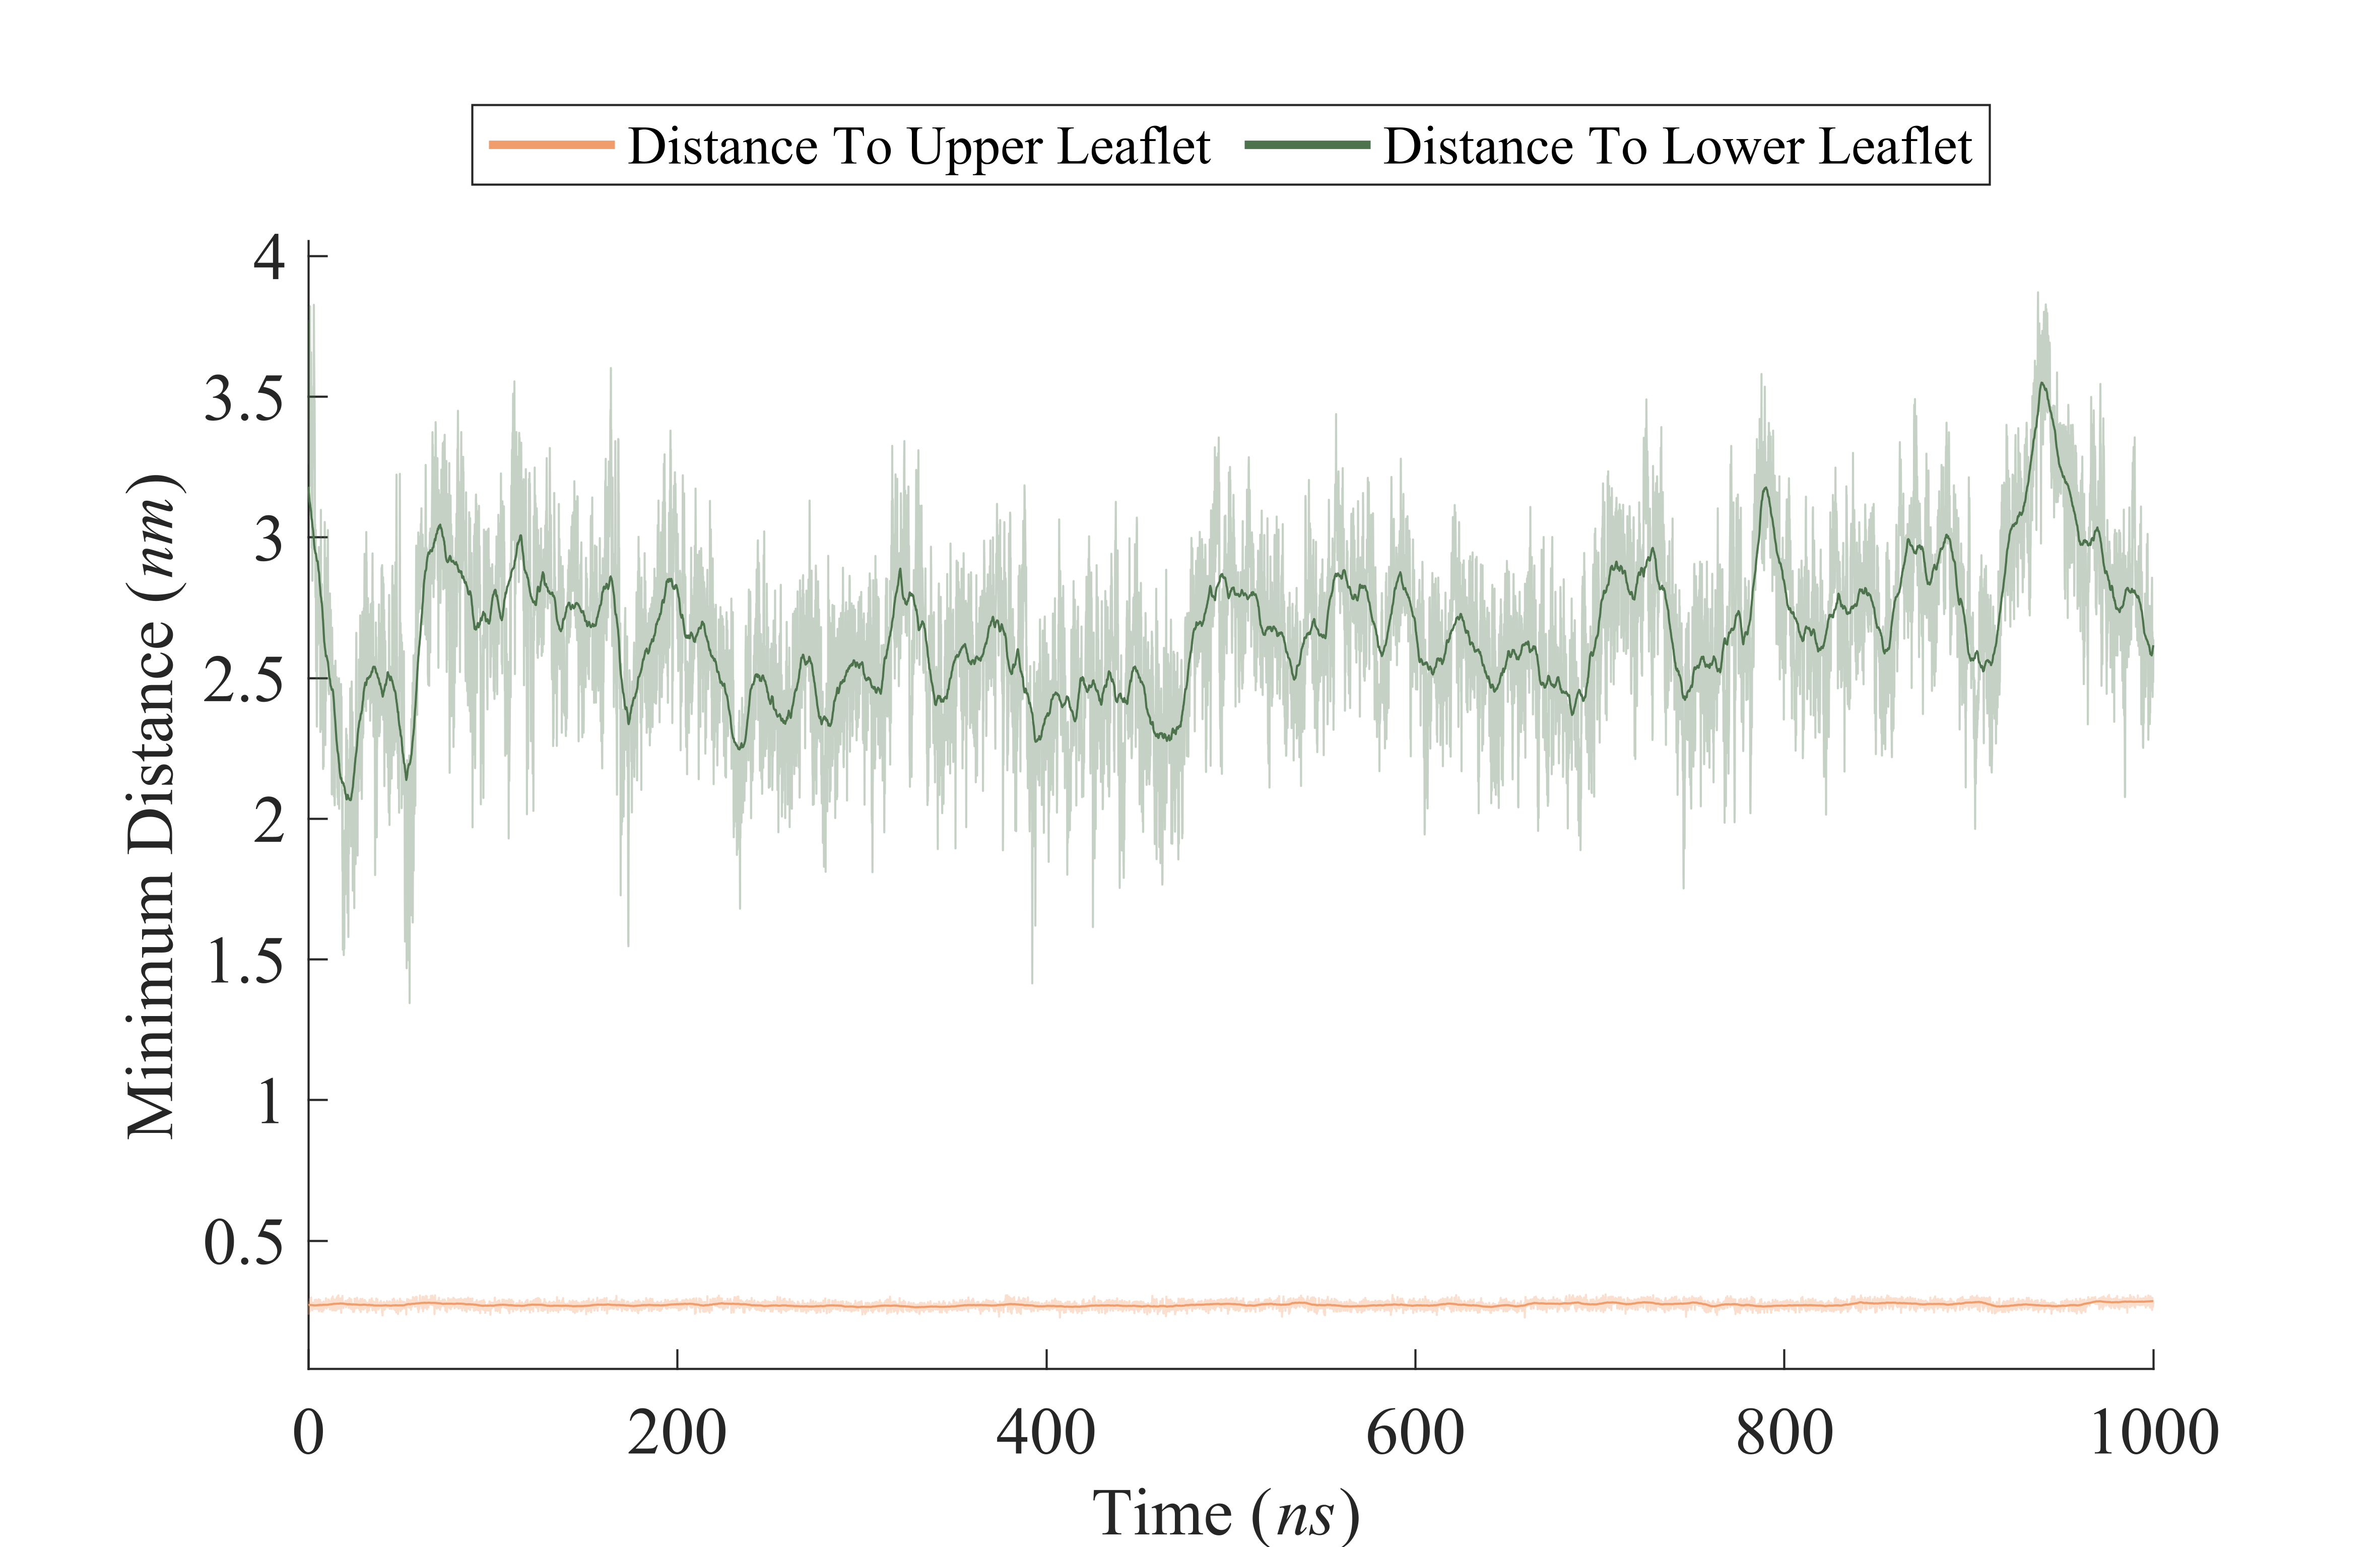 Distance To Upper Leaflet Distance To Lower Leaflet
4
3.5
3
2.5
2
1.5
1
0.5
Minimum Distance (nm)
0 200 400 600 800 1000
Time (ns)